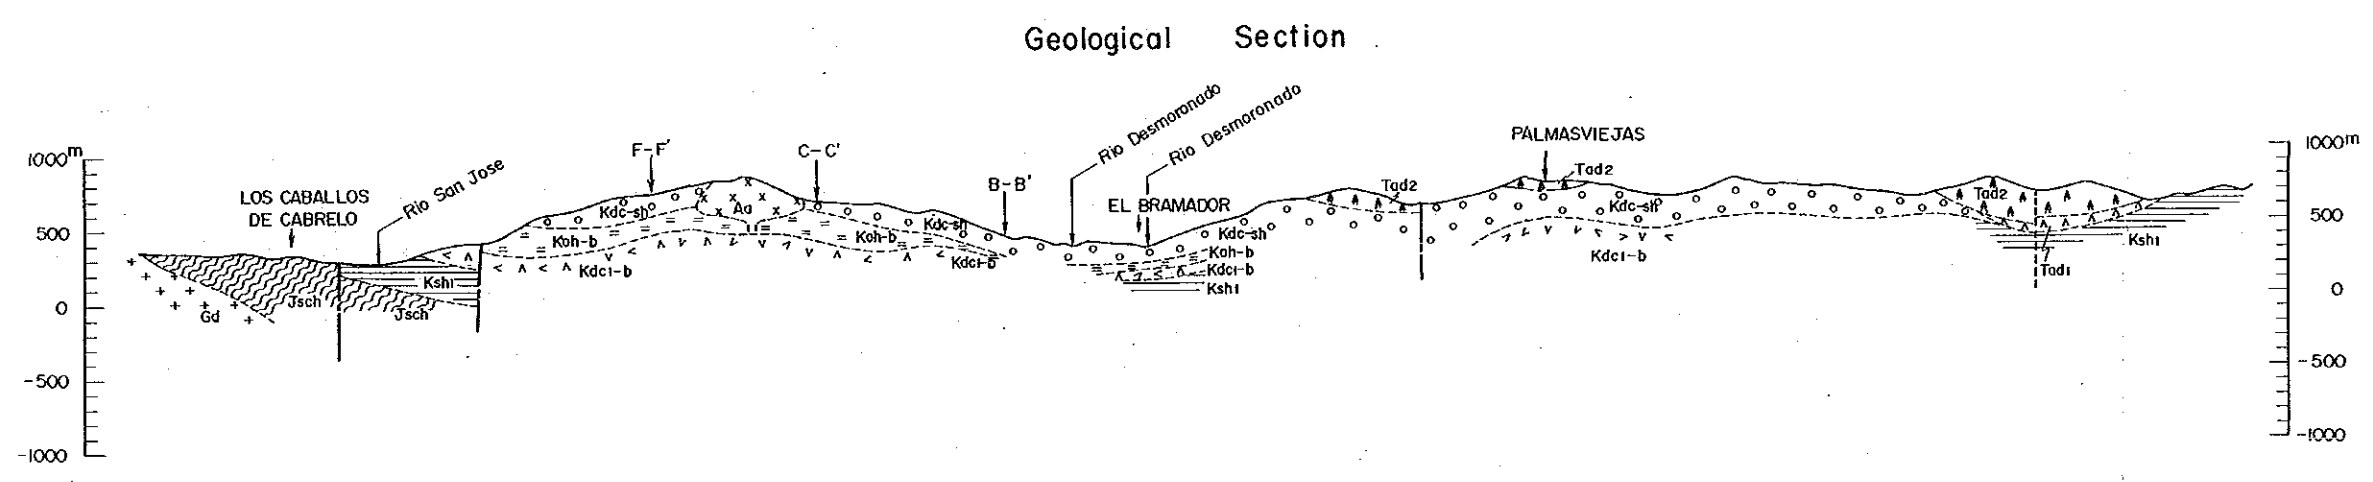 Geological Section
1000m
500
0
-500
-1000
LOS CABALLOS
DE CABRELO
Rio San Jose
F-F'
C-C'
B-B'
Rio Desmoronado
Rio Desmoronado
EL BRAMADOR
PALMASVIEJAS
Tad2
Tad2
Tad2
Tad1
Ksh1
Kdc-sh
Kdc1-b
Kdc-sh
Koh-b
Kdc1-b
Ksh1
Kdc-sh
Koh-b
Kdc1-b
Aa
Kdc-sh
Koh-b
Kdc1-b
Ksh1
Jsch
Jsch
Gd
1000m
500
0
-500
-1000